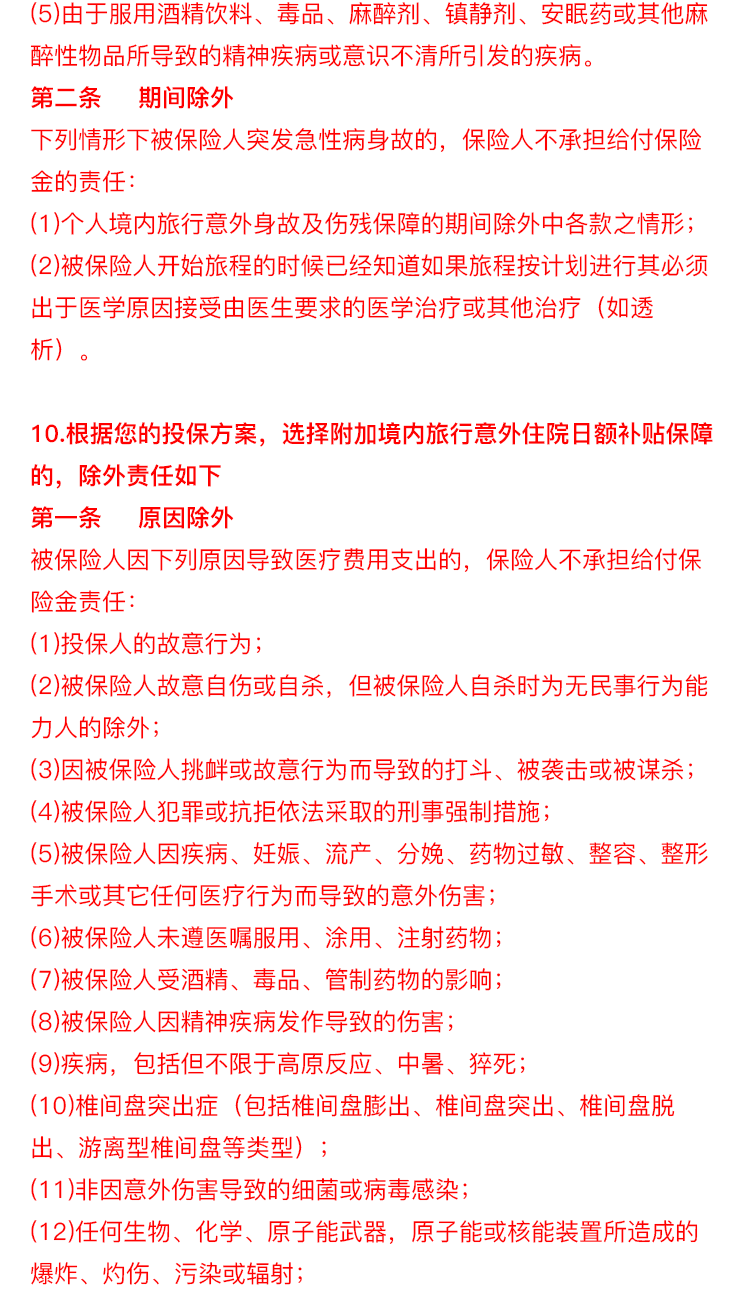 (5)由于服用酒精饮料、毒品、麻醉剂、镇静剂、安眠药或其他麻
醉性物品所导致的精神疾病或意识不清所引发的疾病。
第二条 期间除外
下列情形下被保险人突发急性病身故的，保险人不承担给付保险
金的责任：
(1)个人境内旅行意外身故及伤残保障的期间除外中各款之情形；
(2)被保险人开始旅程的时候已经知道如果旅程按计划进行其必须
出于医学原因接受由医生要求的医学治疗或其他治疗（如透
析）。
10.根据您的投保方案，选择附加境内旅行意外住院日额补贴保障
的，除外责任如下
第一条 原因除外
被保险人因下列原因导致医疗费用支出的，保险人不承担给付保
险金责任：
(1)投保人的故意行为；
(2)被保险人故意自伤或自杀，但被保险人自杀时为无民事行为能
力人的除外；
(3)因被保险人挑衅或故意行为而导致的打斗、被袭击或被谋杀；
(4)被保险人犯罪或抗拒依法采取的刑事强制措施；
(5)被保险人因疾病、妊娠、流产、分娩、药物过敏、整容、整形
手术或其它任何医疗行为而导致的意外伤害；
(6)被保险人未遵医嘱服用、涂用、注射药物；
(7)被保险人受酒精、毒品、管制药物的影响；
(8)被保险人因精神疾病发作导致的伤害；
(9)疾病，包括但不限于高原反应、中暑、猝死；
(10)椎间盘突出症（包括椎间盘膨出、椎间盘突出、椎间盘脱
出、游离型椎间盘等类型）；
(11)非因意外伤害导致的细菌或病毒感染；
(12)任何生物、化学、原子能武器，原子能或核能装置所造成的
爆炸、灼伤、污染或辐射；